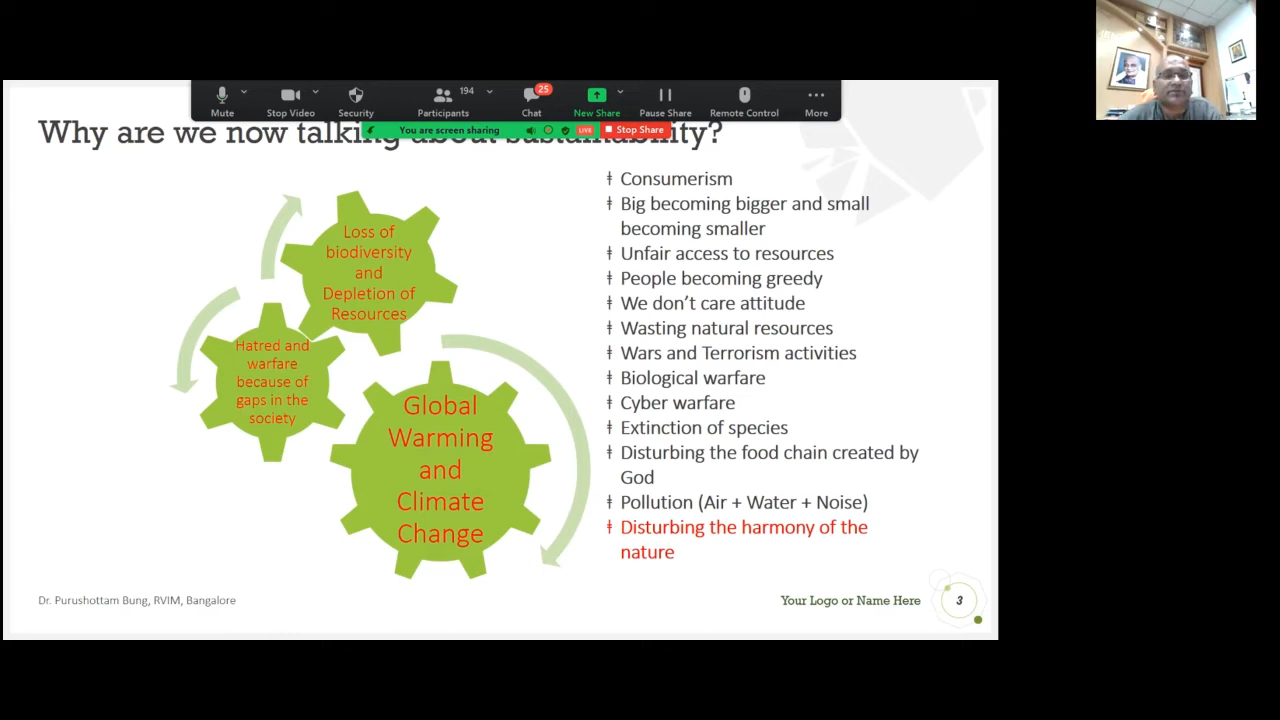 194
25
Mute
Stop Video
Security
Participants
Chat
New Share
Pause Share
Remote Control
More
You are screen sharing
LIVE
Stop Share
Why are we now talking about sustainability?
Loss of
biodiversity
and
Depletion of
Resources
Hatred and
warfare
because of
gaps in the
society
Global
Warming
and
Climate
Change
Consumerism
Big becoming bigger and small
becoming smaller
Unfair access to resources
People becoming greedy
We don’t care attitude
Wasting natural resources
Wars and Terrorism activities
Biological warfare
Cyber warfare
Extinction of species
Disturbing the food chain created by
God
Pollution (Air + Water + Noise)
Disturbing the harmony of the
nature
Dr. Purushottam Bung, RVIM, Bangalore
Your Logo or Name Here
3